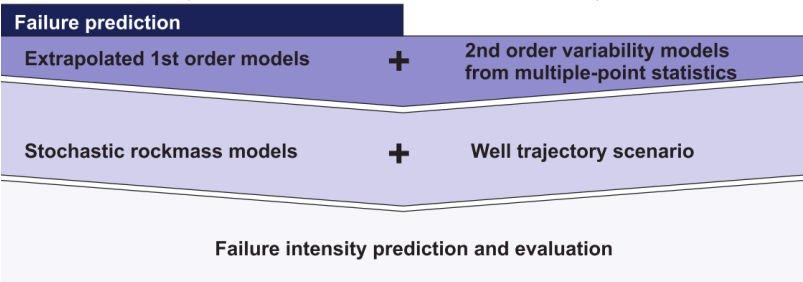 Failure prediction
Extrapolated 1st order models + 2nd order variability models
from multiple-point statistics
Stochastic rockmass models + Well trajectory scenario
Failure intensity prediction and evaluation